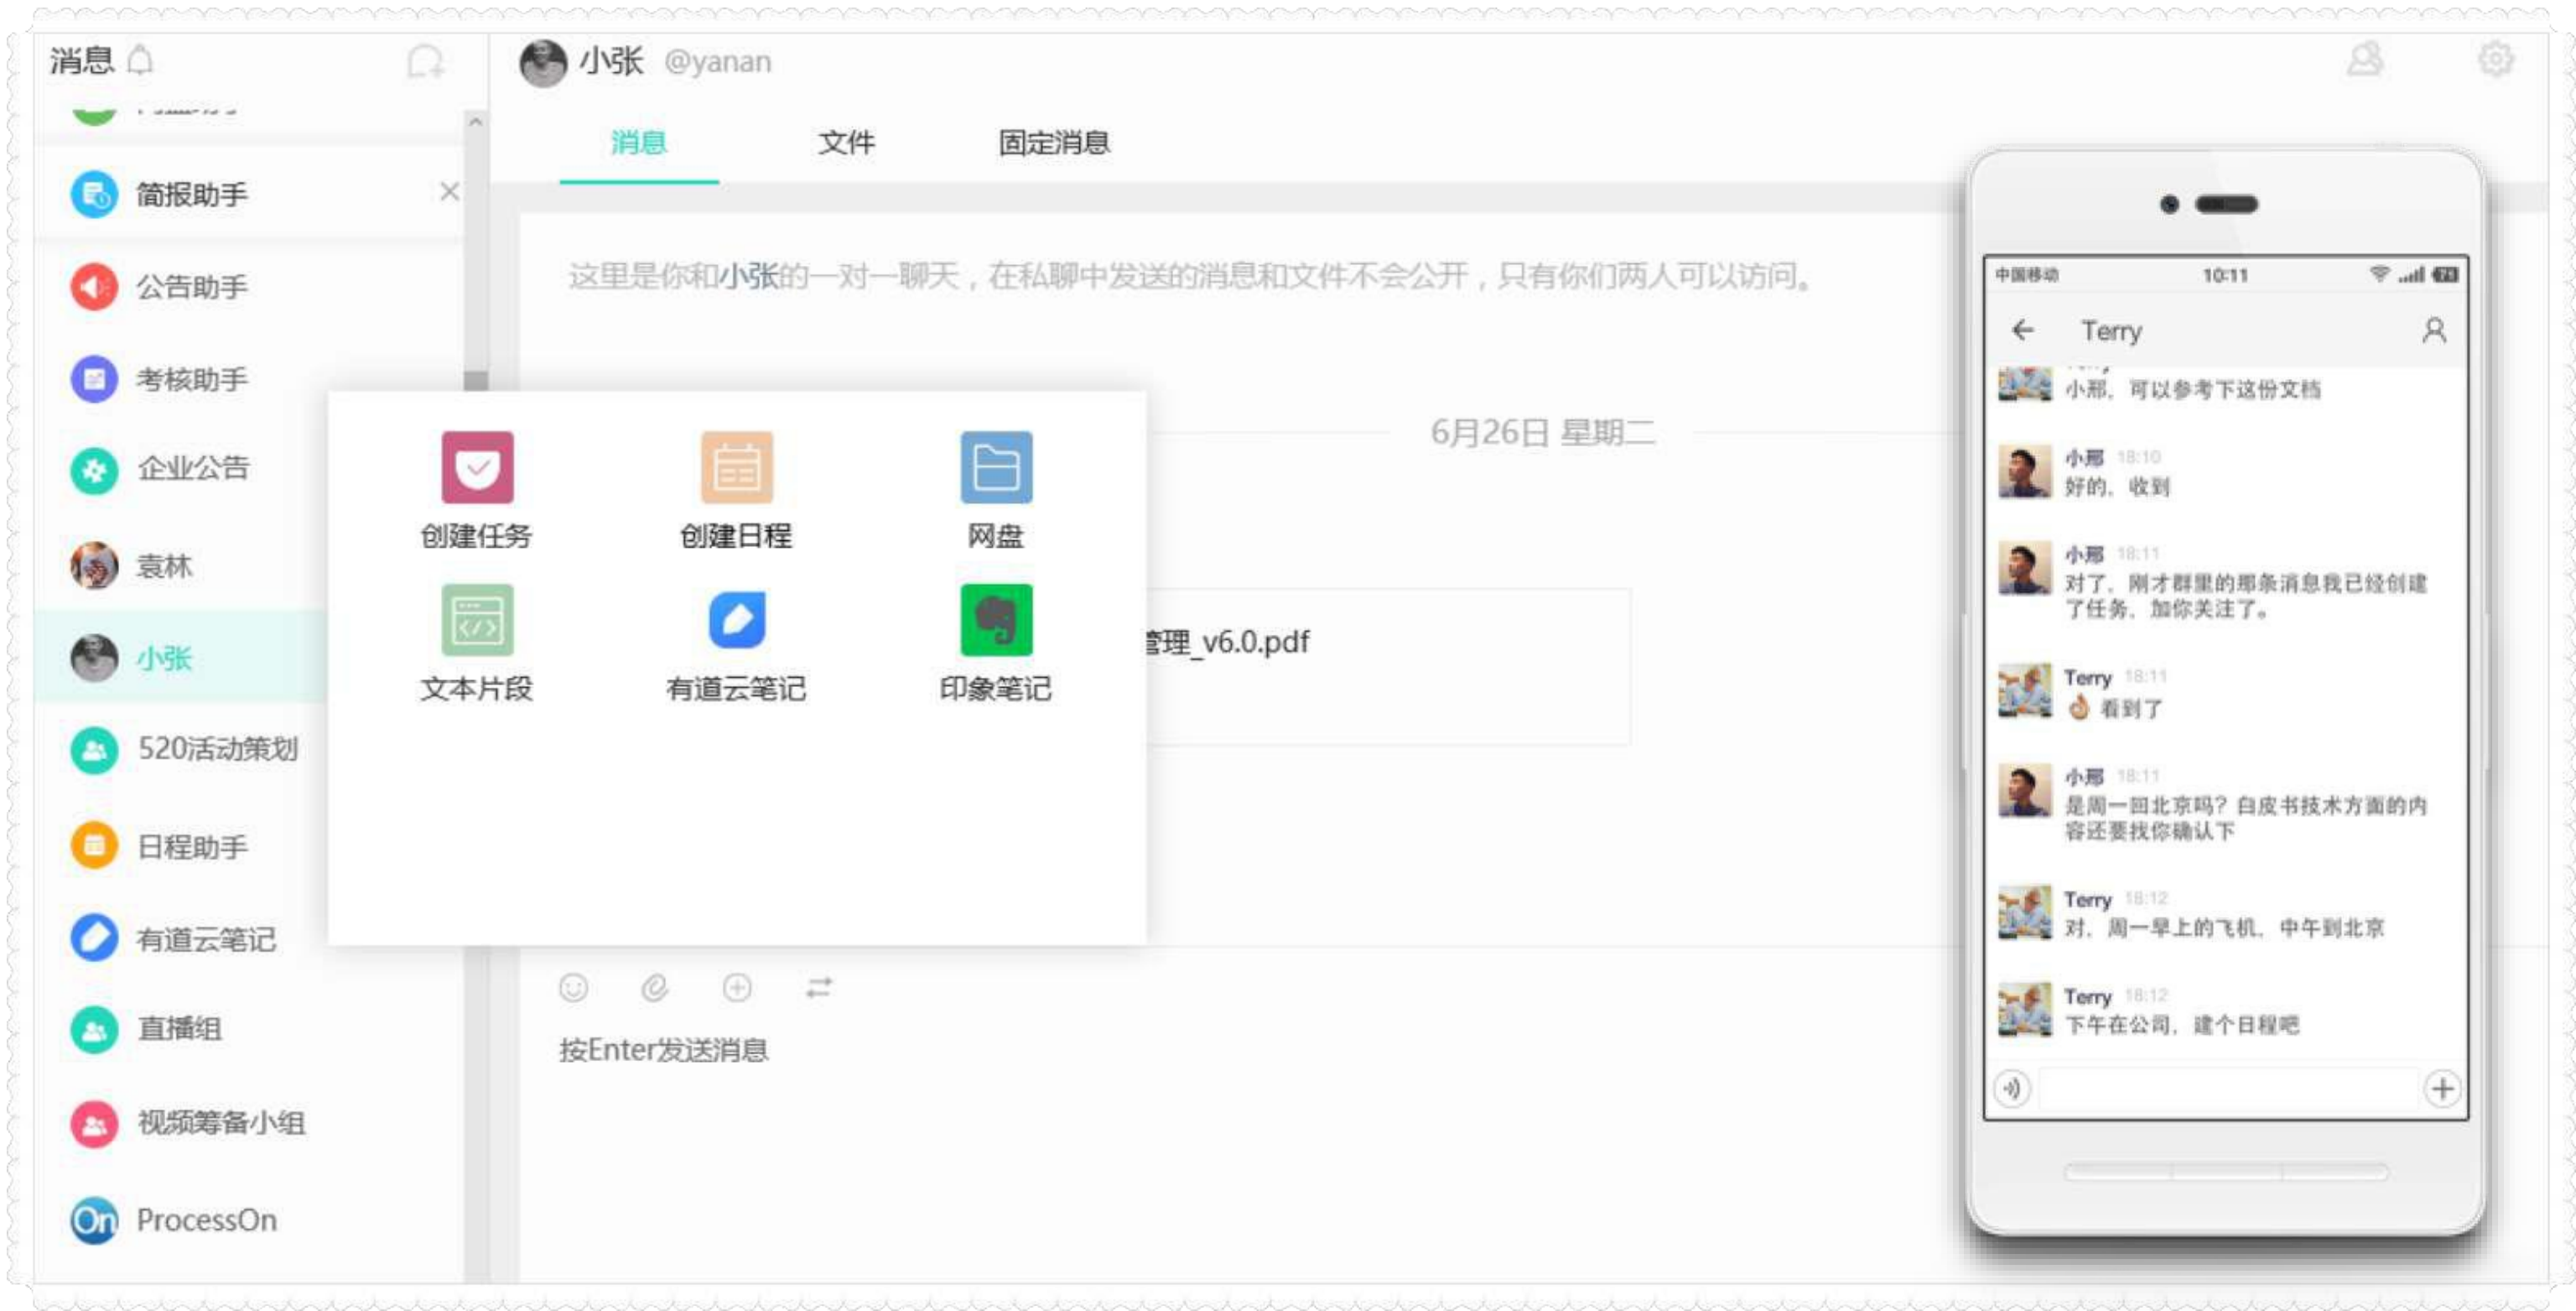 消息
简报助手
公告助手
考核助手
企业公告
袁林
小张
520活动策划
日程助手
有道云笔记
直播组
视频筹备小组
On ProcessOn
小张 @yanan
消息 文件 固定消息
这里是你和小张的一对一聊天，在私聊中发送的消息和文件不会公开，只有你们两人可以访问。
6月26日 星期二
管理_v6.0.pdf
创建任务 创建日程 网盘
文本片段 有道云笔记 印象笔记
按Enter发送消息
中国移动 10:11
Terry
小邢，可以参考下这份文档
小邢 18:10
好的，收到
小邢 18:11
对了，刚才群里的那条消息我已经创建
了任务，加你关注了。
Terry 18:11
看到了
小邢 18:11
是周一回北京吗？白皮书技术方面的内
容还要找你确认下
Terry 18:12
对，周一早上的飞机，中午到北京
Terry 18:12
下午在公司，建个日程吧